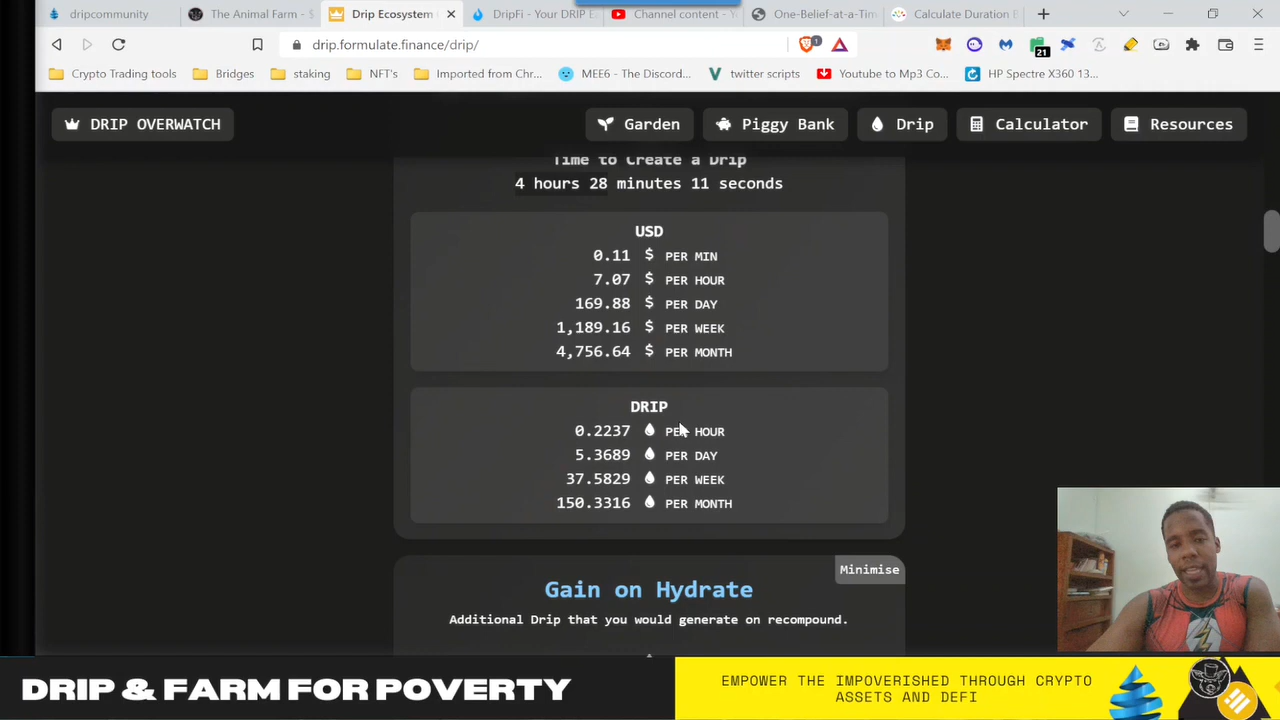 dripcommunity
The Animal Farm - $
Drip Ecosystem
DripFi - Your DRIP E
Channel content - Yo
One-Belief-at-a-Tim
Calculate Duration B
drip.formulate.finance/drip/
1
21
Crypto Trading tools
Bridges
staking
NFT's
Imported from Chr...
MEE6 - The Discord...
twitter scripts
Youtube to Mp3 Co...
HP Spectre X360 13...
DRIP OVERWATCH
Garden
Piggy Bank
Drip
Calculator
Resources
Time to Create a Drip
4 hours 28 minutes 11 seconds
USD
0.11 $ PER MIN
7.07 $ PER HOUR
169.88 $ PER DAY
1,189.16 $ PER WEEK
4,756.64 $ PER MONTH
DRIP
0.2237 PER HOUR
5.3689 PER DAY
37.5829 PER WEEK
150.3316 PER MONTH
Minimise
Gain on Hydrate
Additional Drip that you would generate on recompound.
DRIP & FARM FOR POVERTY
EMPOWER THE IMPOVERISHED THROUGH CRYPTO
ASSETS AND DEFI